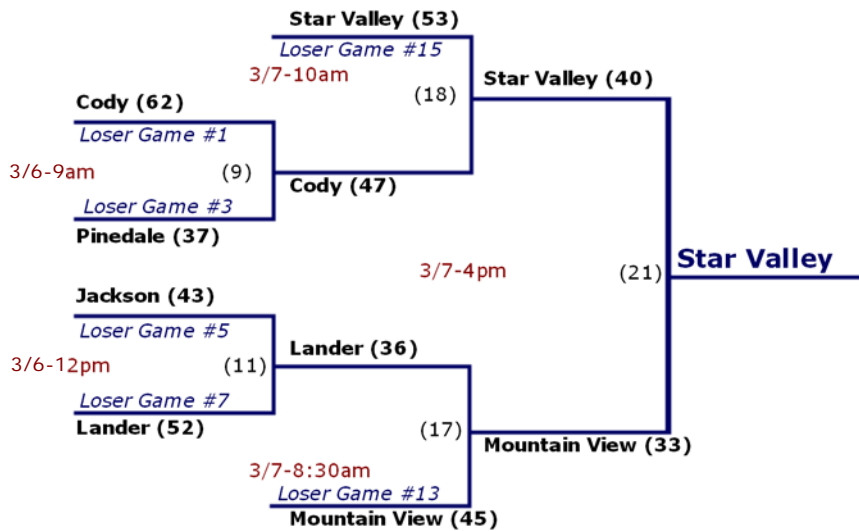 Star Valley (53)
Loser Game #15
3/7-10am
Star Valley (40)
(18)
Cody (62)
Loser Game #1
3/6-9am
(9)
Cody (47)
Loser Game #3
Pinedale (37)
3/7-4pm
(21)
Star Valley
Jackson (43)
Loser Game #5
Lander (36)
3/6-12pm
(11)
Loser Game #7
Lander (52)
(17)
Mountain View (33)
3/7-8:30am
Loser Game #13
Mountain View (45)